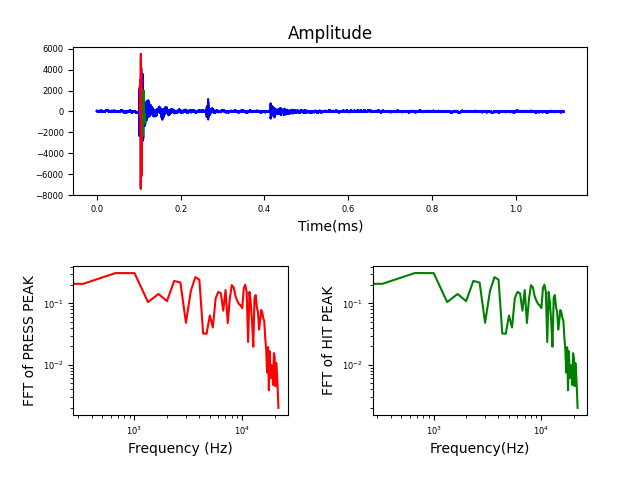 Amplitude
6000
4000
2000
0
−2000
−4000
−6000
−8000
0.0 0.2 0.4 0.6 0.8 1.0
Time(ms)
FFT of PRESS PEAK
10⁻¹
10⁻²
10³ 10⁴
Frequency (Hz)
FFT of HIT PEAK
10⁻¹
10⁻²
10³ 10⁴
Frequency(Hz)